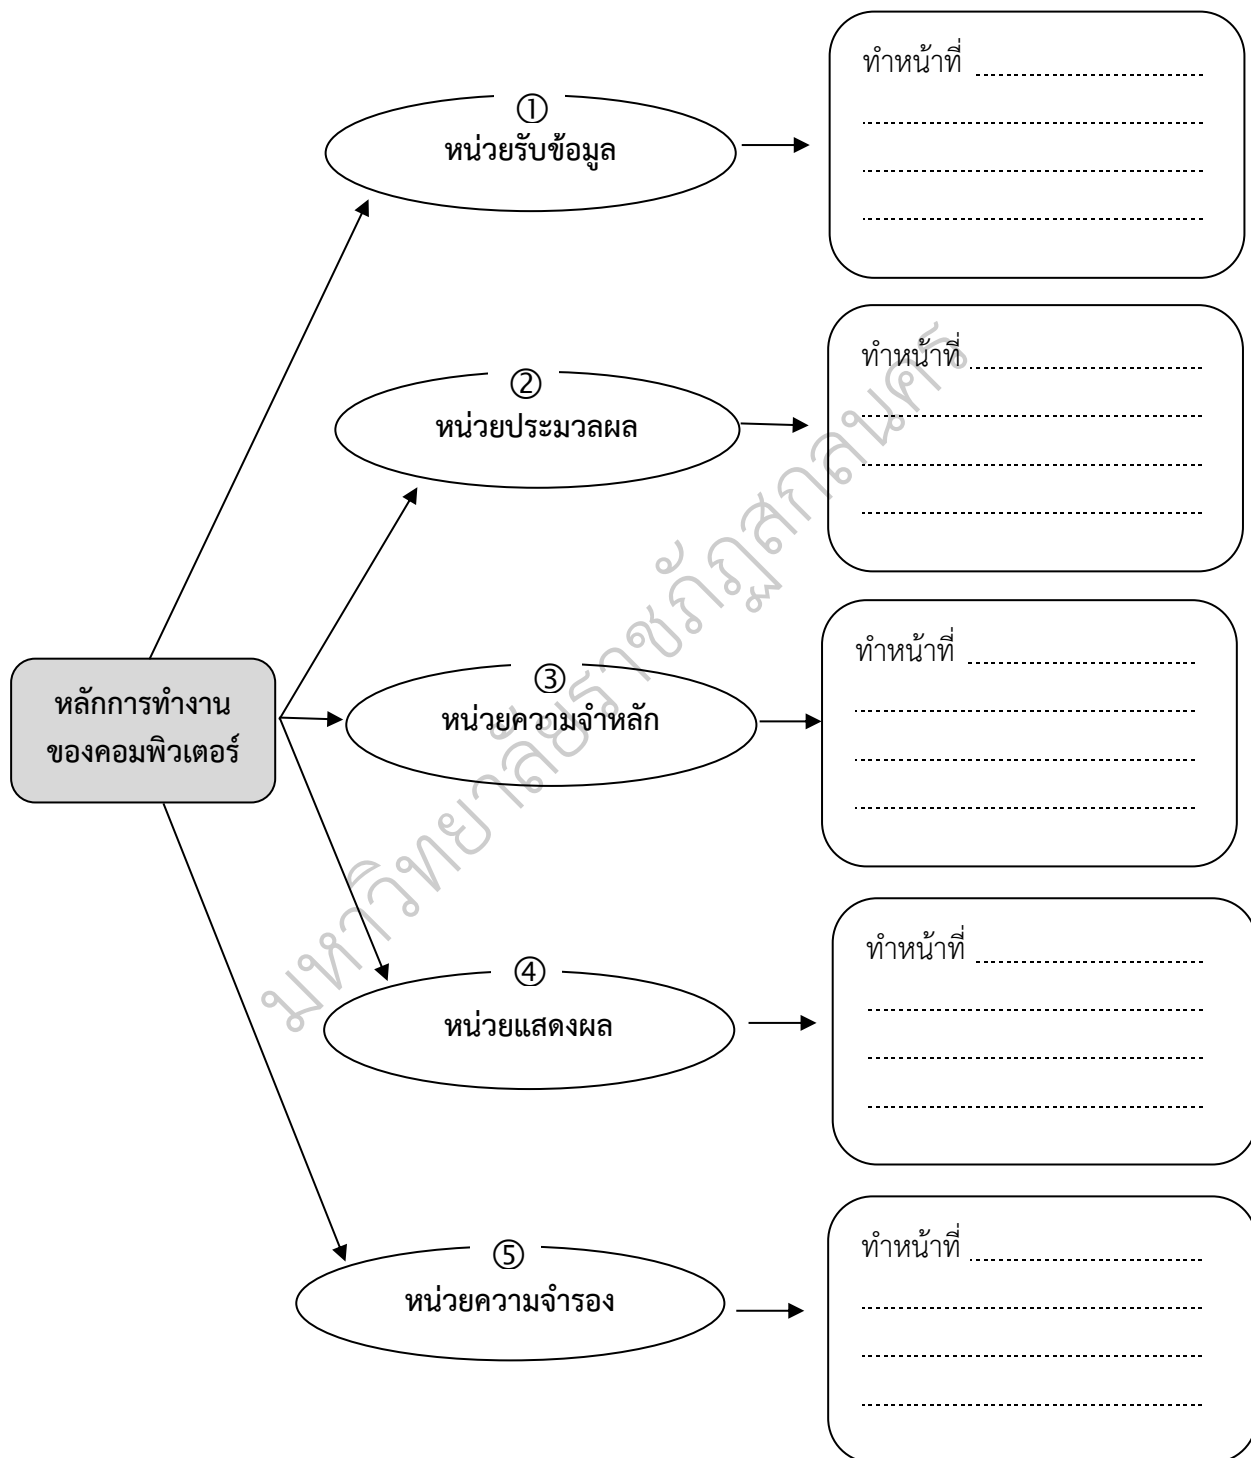 ทำหน้าที่
①
หน่วยรับข้อมูล
ทำหน้าที่
②
หน่วยประมวลผล
ทำหน้าที่
③
หน่วยความจำหลัก
หลักการทำงาน
ของคอมพิวเตอร์
ทำหน้าที่
④
หน่วยแสดงผล
ทำหน้าที่
⑤
หน่วยความจำรอง
มหาวิทยาลัยราชภัฏสกลนคร